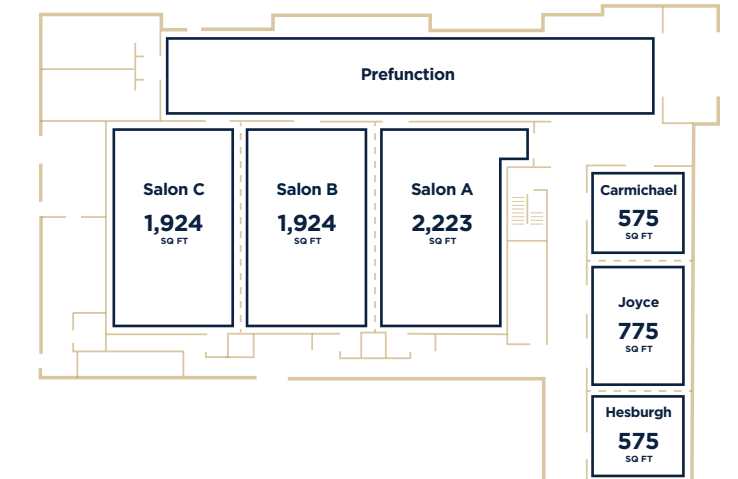 Prefunction
Salon C
1,924
SQ FT
Salon B
1,924
SQ FT
Salon A
2,223
SQ FT
Carmichael
575
SQ FT
Joyce
775
SQ FT
Hesburgh
575
SQ FT